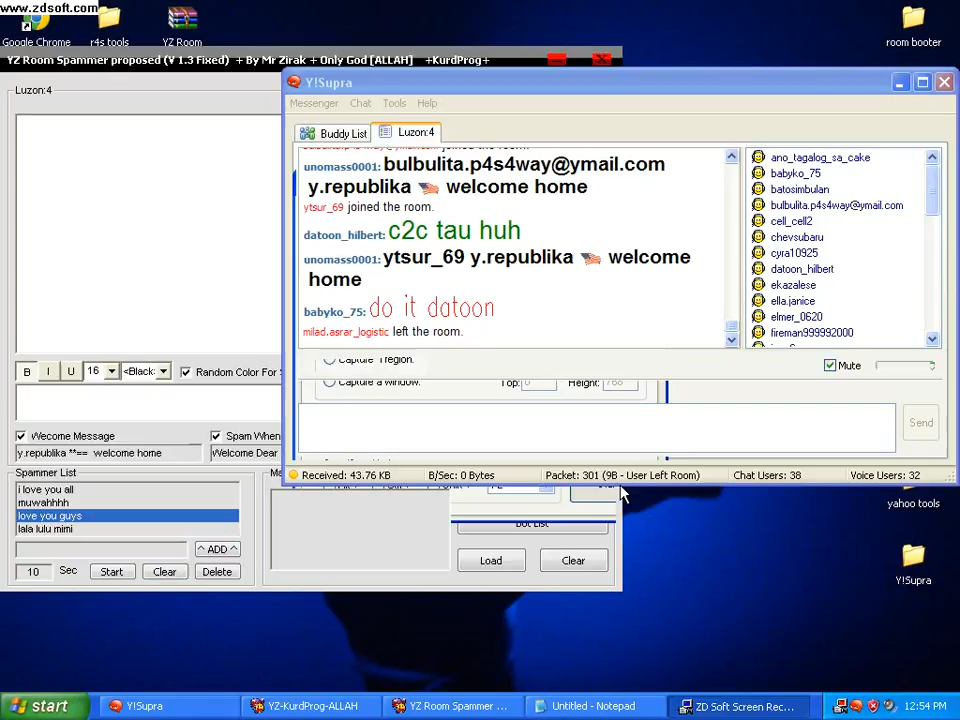 www.zdsoft.com
Google Chrome
r4s tools
YZ Room
room booter
YZ Room Spammer proposed (V 1.3 Fixed) + By Mr Zirak + Only God [ALLAH] +KurdProg+
Luzon:4
Y!Supra
Messenger Chat Tools Help
Buddy List
Luzon:4
joined the room.
unomass0001: bulbulita.p4s4way@ymail.com
y.republika welcome home
ytsur_69 joined the room.
datoon_hilbert: c2c tau huh
unomass0001: ytsur_69 y.republika welcome
home
babyko_75: do it datoon
milad.asrar_logistic left the room.
ano_tagalog_sa_cake
babyko_75
batosimbulan
bulbulita.p4s4way@ymail.com
cell_cell2
chevsubaru
cyra10925
datoon_hilbert
ekazalese
ella.janice
elmer_0620
fireman999992000
Mute
Capture a window.
Top: 0
Height: 768
Send
Received: 43.76 KB
B/Sec: 0 Bytes
Packet: 301 (9B - User Left Room)
Chat Users: 38
Voice Users: 32
B I U 16 <Black:
Random Color For S
Wecome Message
Spam When
y.republika **== welcome home
Welcome Dear
Spammer List
i love you all
muwahhhh
love you guys
lala lulu mimi
^ ADD ^
10 Sec Start Clear Delete
Ma
Bot List
Load Clear
yahoo tools
Y!Supra
start
Y!Supra
YZ-KurdProg-ALLAH
YZ Room Spammer ...
Untitled - Notepad
ZD Soft Screen Rec...
12:54 PM